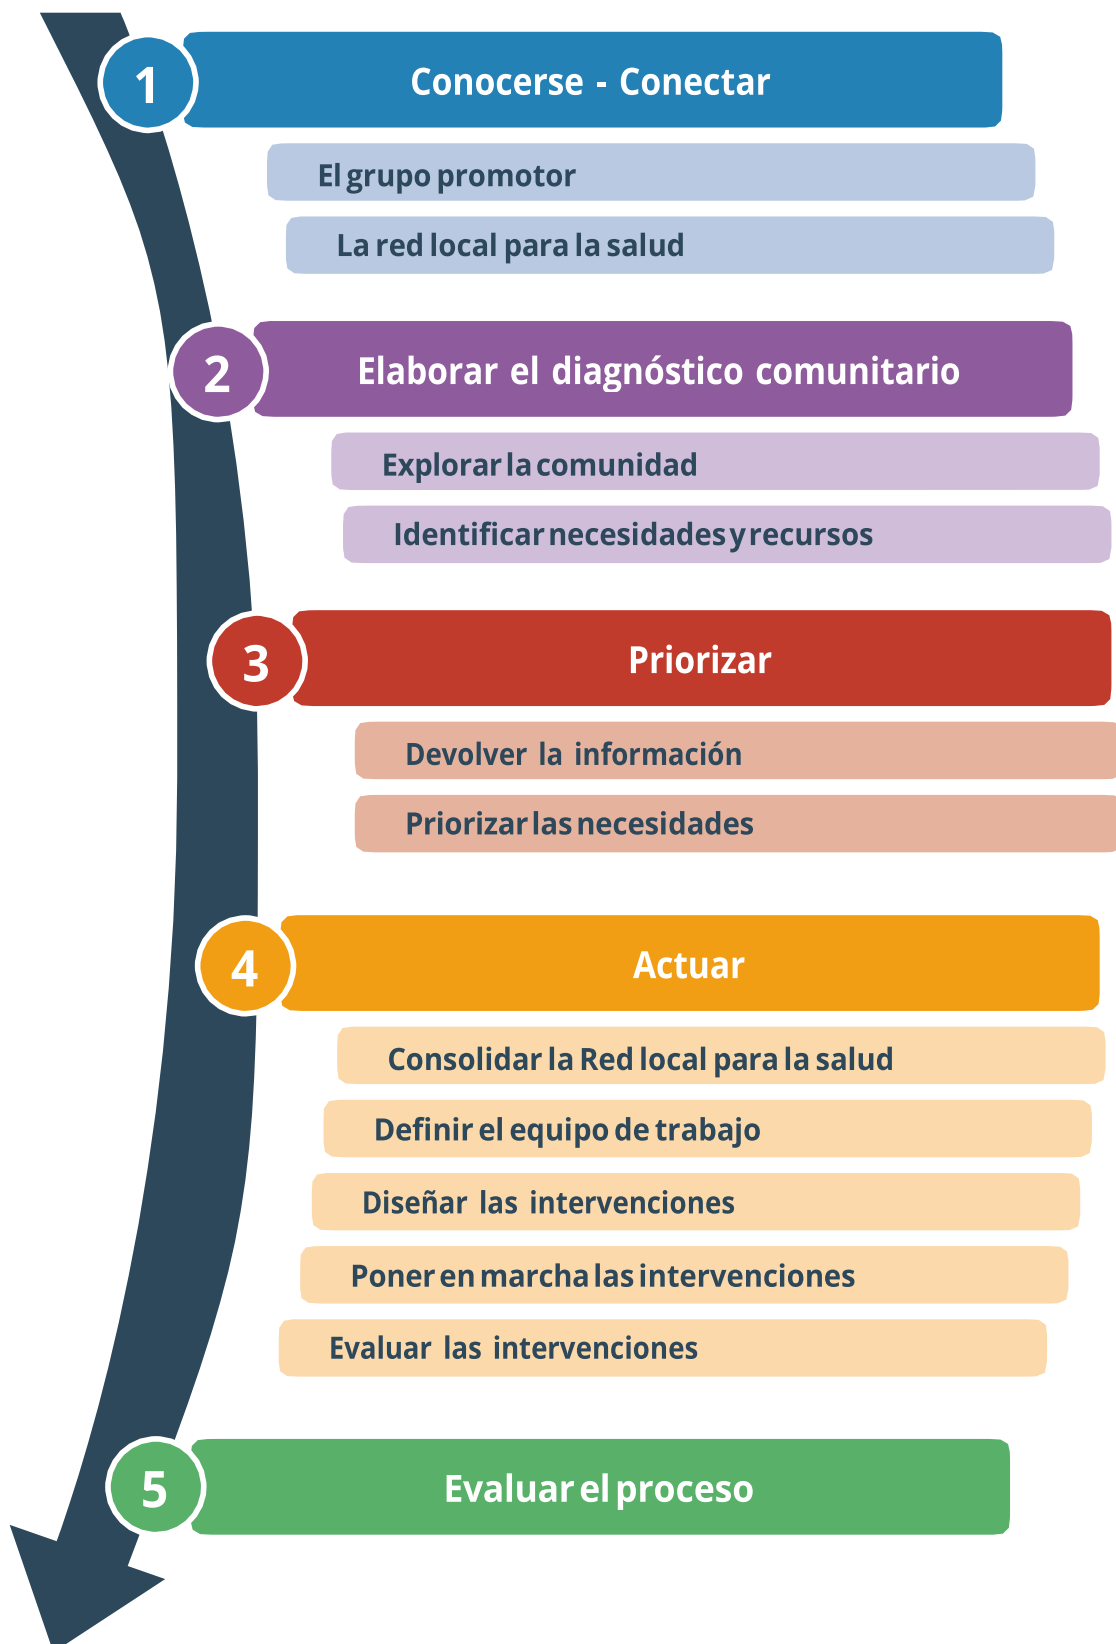 1
Conocerse - Conectar
El grupo promotor
La red local para la salud
2
Elaborar el diagnóstico comunitario
Explorar la comunidad
Identificar necesidades y recursos
3
Priorizar
Devolver la información
Priorizar las necesidades
4
Actuar
Consolidar la Red local para la salud
Definir el equipo de trabajo
Diseñar las intervenciones
Poner en marcha las intervenciones
Evaluar las intervenciones
5
Evaluar el proceso